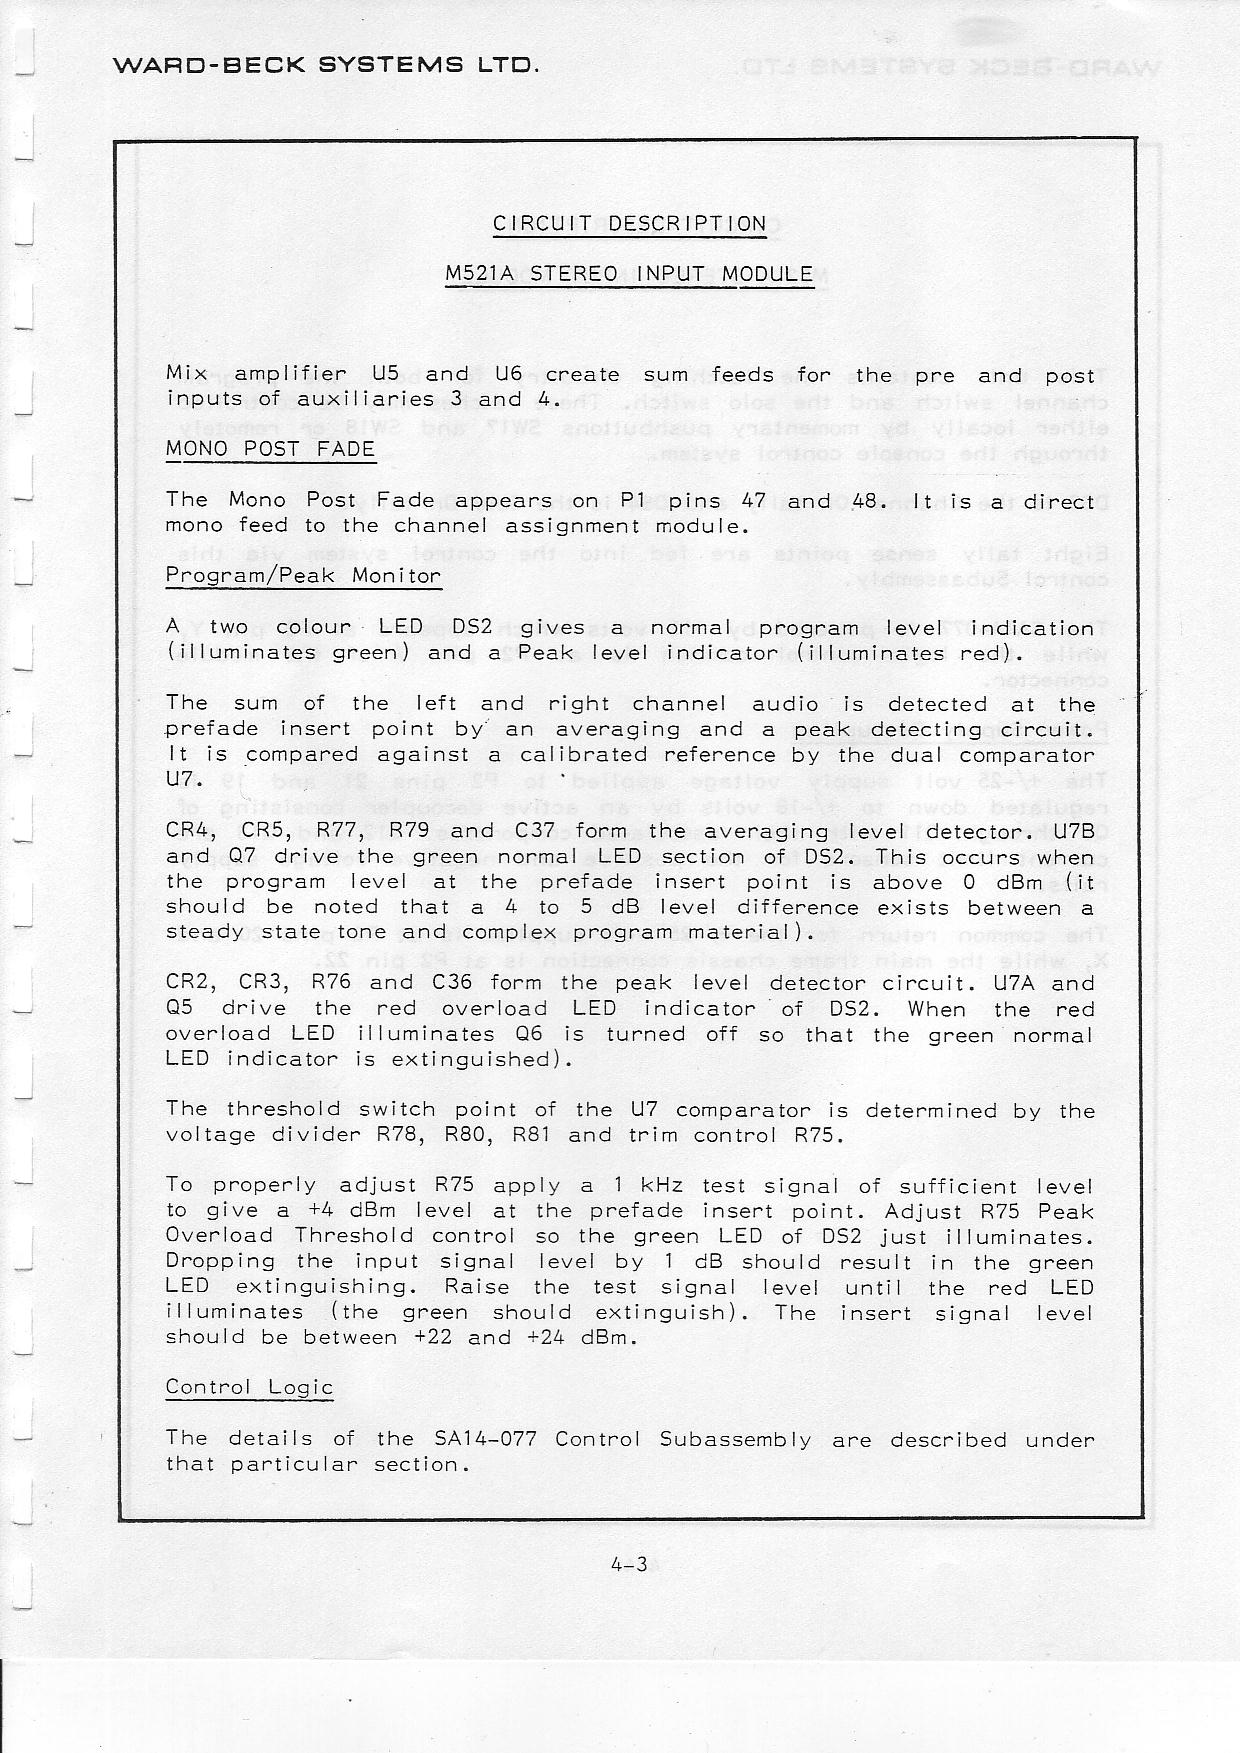 WARD-BECK SYSTEMS LTD.
CIRCUIT DESCRIPTION
M521A STEREO INPUT MODULE
Mix amplifier U5 and U6 create sum feeds for the pre and post
inputs of auxiliaries 3 and 4.
MONO POST FADE
The Mono Post Fade appears on P1 pins 47 and 48. It is a direct
mono feed to the channel assignment module.
Program/Peak Monitor
A two colour LED DS2 gives a normal program level indication
(illuminates green) and a Peak level indicator (illuminates red).
The sum of the left and right channel audio is detected at the
prefade insert point by an averaging and a peak detecting circuit.
It is compared against a calibrated reference by the dual comparator
U7.
CR4, CR5, R77, R79 and C37 form the averaging level detector. U7B
and Q7 drive the green normal LED section of DS2. This occurs when
the program level at the prefade insert point is above 0 dBm (it
should be noted that a 4 to 5 dB level difference exists between a
steady state tone and complex program material).
CR2, CR3, R76 and C36 form the peak level detector circuit. U7A and
Q5 drive the red overload LED indicator of DS2. When the red
overload LED illuminates Q6 is turned off so that the green normal
LED indicator is extinguished).
The threshold switch point of the U7 comparator is determined by the
voltage divider R78, R80, R81 and trim control R75.
To properly adjust R75 apply a 1 kHz test signal of sufficient level
to give a +4 dBm level at the prefade insert point. Adjust R75 Peak
Overload Threshold control so the green LED of DS2 just illuminates.
Dropping the input signal level by 1 dB should result in the green
LED extinguishing. Raise the test signal level until the red LED
illuminates (the green should extinguish). The insert signal level
should be between +22 and +24 dBm.
Control Logic
The details of the SA14-077 Control Subassembly are described under
that particular section.
4-3